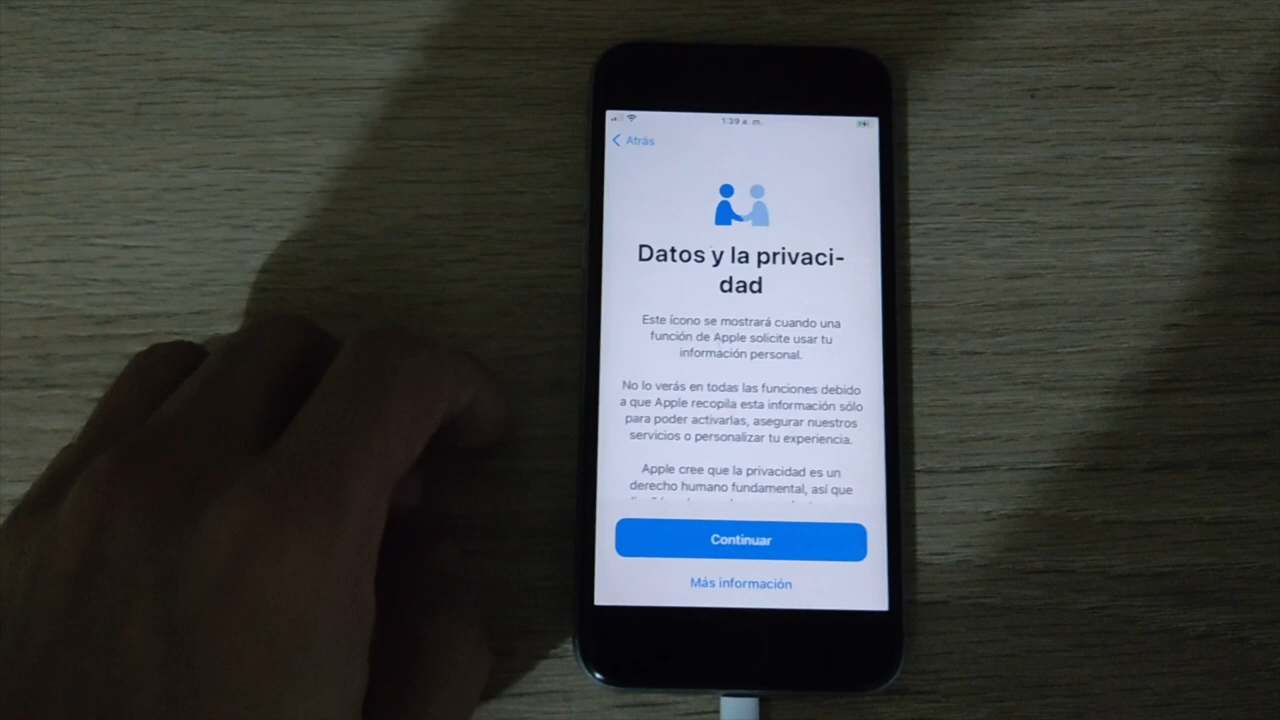 1:39 a. m.
Atrás
Datos y la privaci-
dad
Este ícono se mostrará cuando una
función de Apple solicite usar tu
información personal.
No lo verás en todas las funciones debido
a que Apple recopila esta información sólo
para poder activarlas, asegurar nuestros
servicios o personalizar tu experiencia.
Apple cree que la privacidad es un
derecho humano fundamental, así que
Continuar
Más información